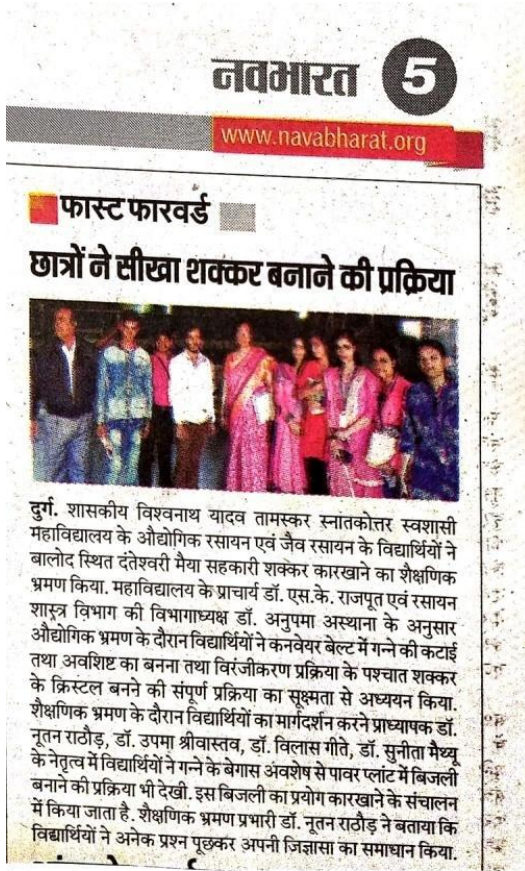 नवभारत 5
www.navabharat.org
फास्ट फारवर्ड
छात्रों ने सीखा शक्कर बनाने की प्रक्रिया
दुर्ग. शासकीय विश्वनाथ यादव तामस्कर स्नातकोत्तर स्वशासी
महाविद्यालय के औद्योगिक रसायन एवं जैव रसायन के विद्यार्थियों ने
बालोद स्थित दंतेश्वरी मैया सहकारी शक्कर कारखाने का शैक्षणिक
भ्रमण किया. महाविद्यालय के प्राचार्य डॉ. एस.के. राजपूत एवं रसायन
शास्त्र विभाग की विभागाध्यक्ष डॉ. अनुपमा अस्थाना के अनुसार
औद्योगिक भ्रमण के दौरान विद्यार्थियों ने कनवेयर बेल्ट में गन्ने की कटाई
तथा अवशिष्ट का बनना तथा विरंजीकरण प्रक्रिया के पश्चात शक्कर
के क्रिस्टल बनने की संपूर्ण प्रक्रिया का सूक्ष्मता से अध्ययन किया.
शैक्षणिक भ्रमण के दौरान विद्यार्थियों का मार्गदर्शन करने प्राध्यापक डॉ.
नूतन राठौड़, डॉ. उपमा श्रीवास्तव, डॉ. विलास गीते, डॉ. सुनीता मैथ्यू
के नेतृत्व में विद्यार्थियों ने गन्ने के बेगास अवशेष से पावर प्लांट में बिजली
बनाने की प्रक्रिया भी देखी. इस बिजली का प्रयोग कारखाने के संचालन
में किया जाता है. शैक्षणिक भ्रमण प्रभारी डॉ. नूतन राठौड़ ने बताया कि
विद्यार्थियों ने अनेक प्रश्न पूछकर अपनी जिज्ञासा का समाधान किया.